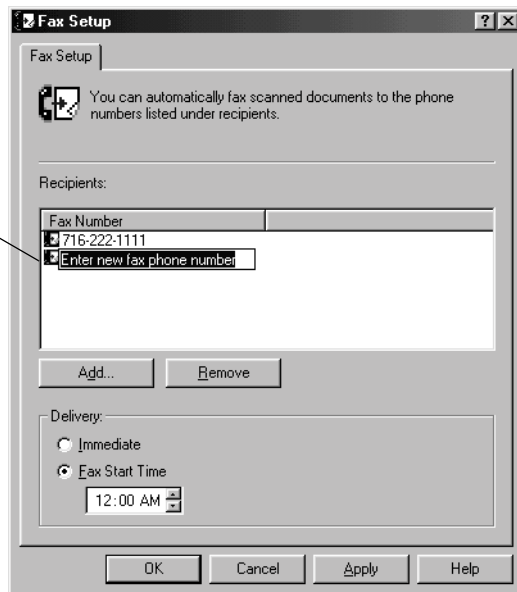 Fax Setup
Fax Setup
You can automatically fax scanned documents to the phone
numbers listed under recipients.
Recipients:
Fax Number
716-222-1111
Enter new fax phone number
Add...
Remove
Delivery:
Immediate
Fax Start Time
12:00 AM
OK
Cancel
Apply
Help